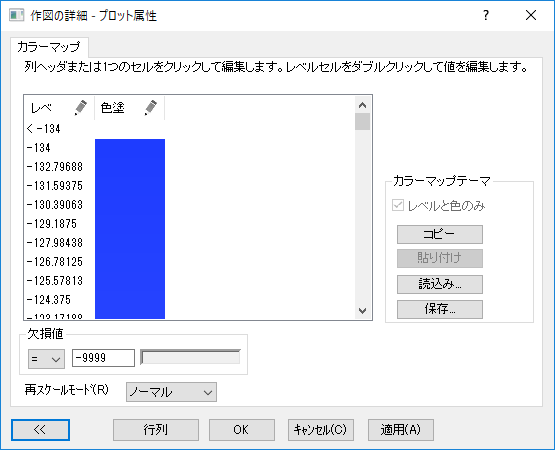 作図の詳細 - プロット属性
カラーマップ
列ヘッダまたは1つのセルをクリックして編集します。レベルセルをダブルクリックして値を編集します。
レベ 色塗
< -134
-134
-132.79688
-131.59375
-130.39063
-129.1875
-127.98438
-126.78125
-125.57813
-124.375
-123.17188
カラーマップテーマ
レベルと色のみ
コピー
貼り付け
読込み...
保存...
欠損値
= -9999
再スケールモード(R) ノーマル
<< 行列 OK キャンセル(C) 適用(A)